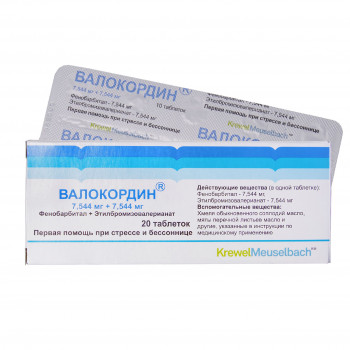 ВАЛОКОРДИН®
7,544 мг + 7,544 мг
10 таблеток
Фенобарбитал - 7,544 мг
Этилбромизовалерианат - 7,544 мг
Первая помощь при стрессе и бессоннице
KrewelMeuselbach
ВАЛОКОРДИН®
7,544 мг + 7,544 мг
Фенобарбитал + Этилбромизовалерианат
20 таблеток
Первая помощь при стрессе и бессоннице
Действующие вещества (в одной таблетке):
Фенобарбитал - 7,544 мг,
Этилбромизовалерианат - 7,544 мг
Вспомогательные вещества:
Хмеля обыкновенного соплодий масло,
мяты перечной листьев масло и
другие, указанные в инструкции по
медицинскому применению
KrewelMeuselbach